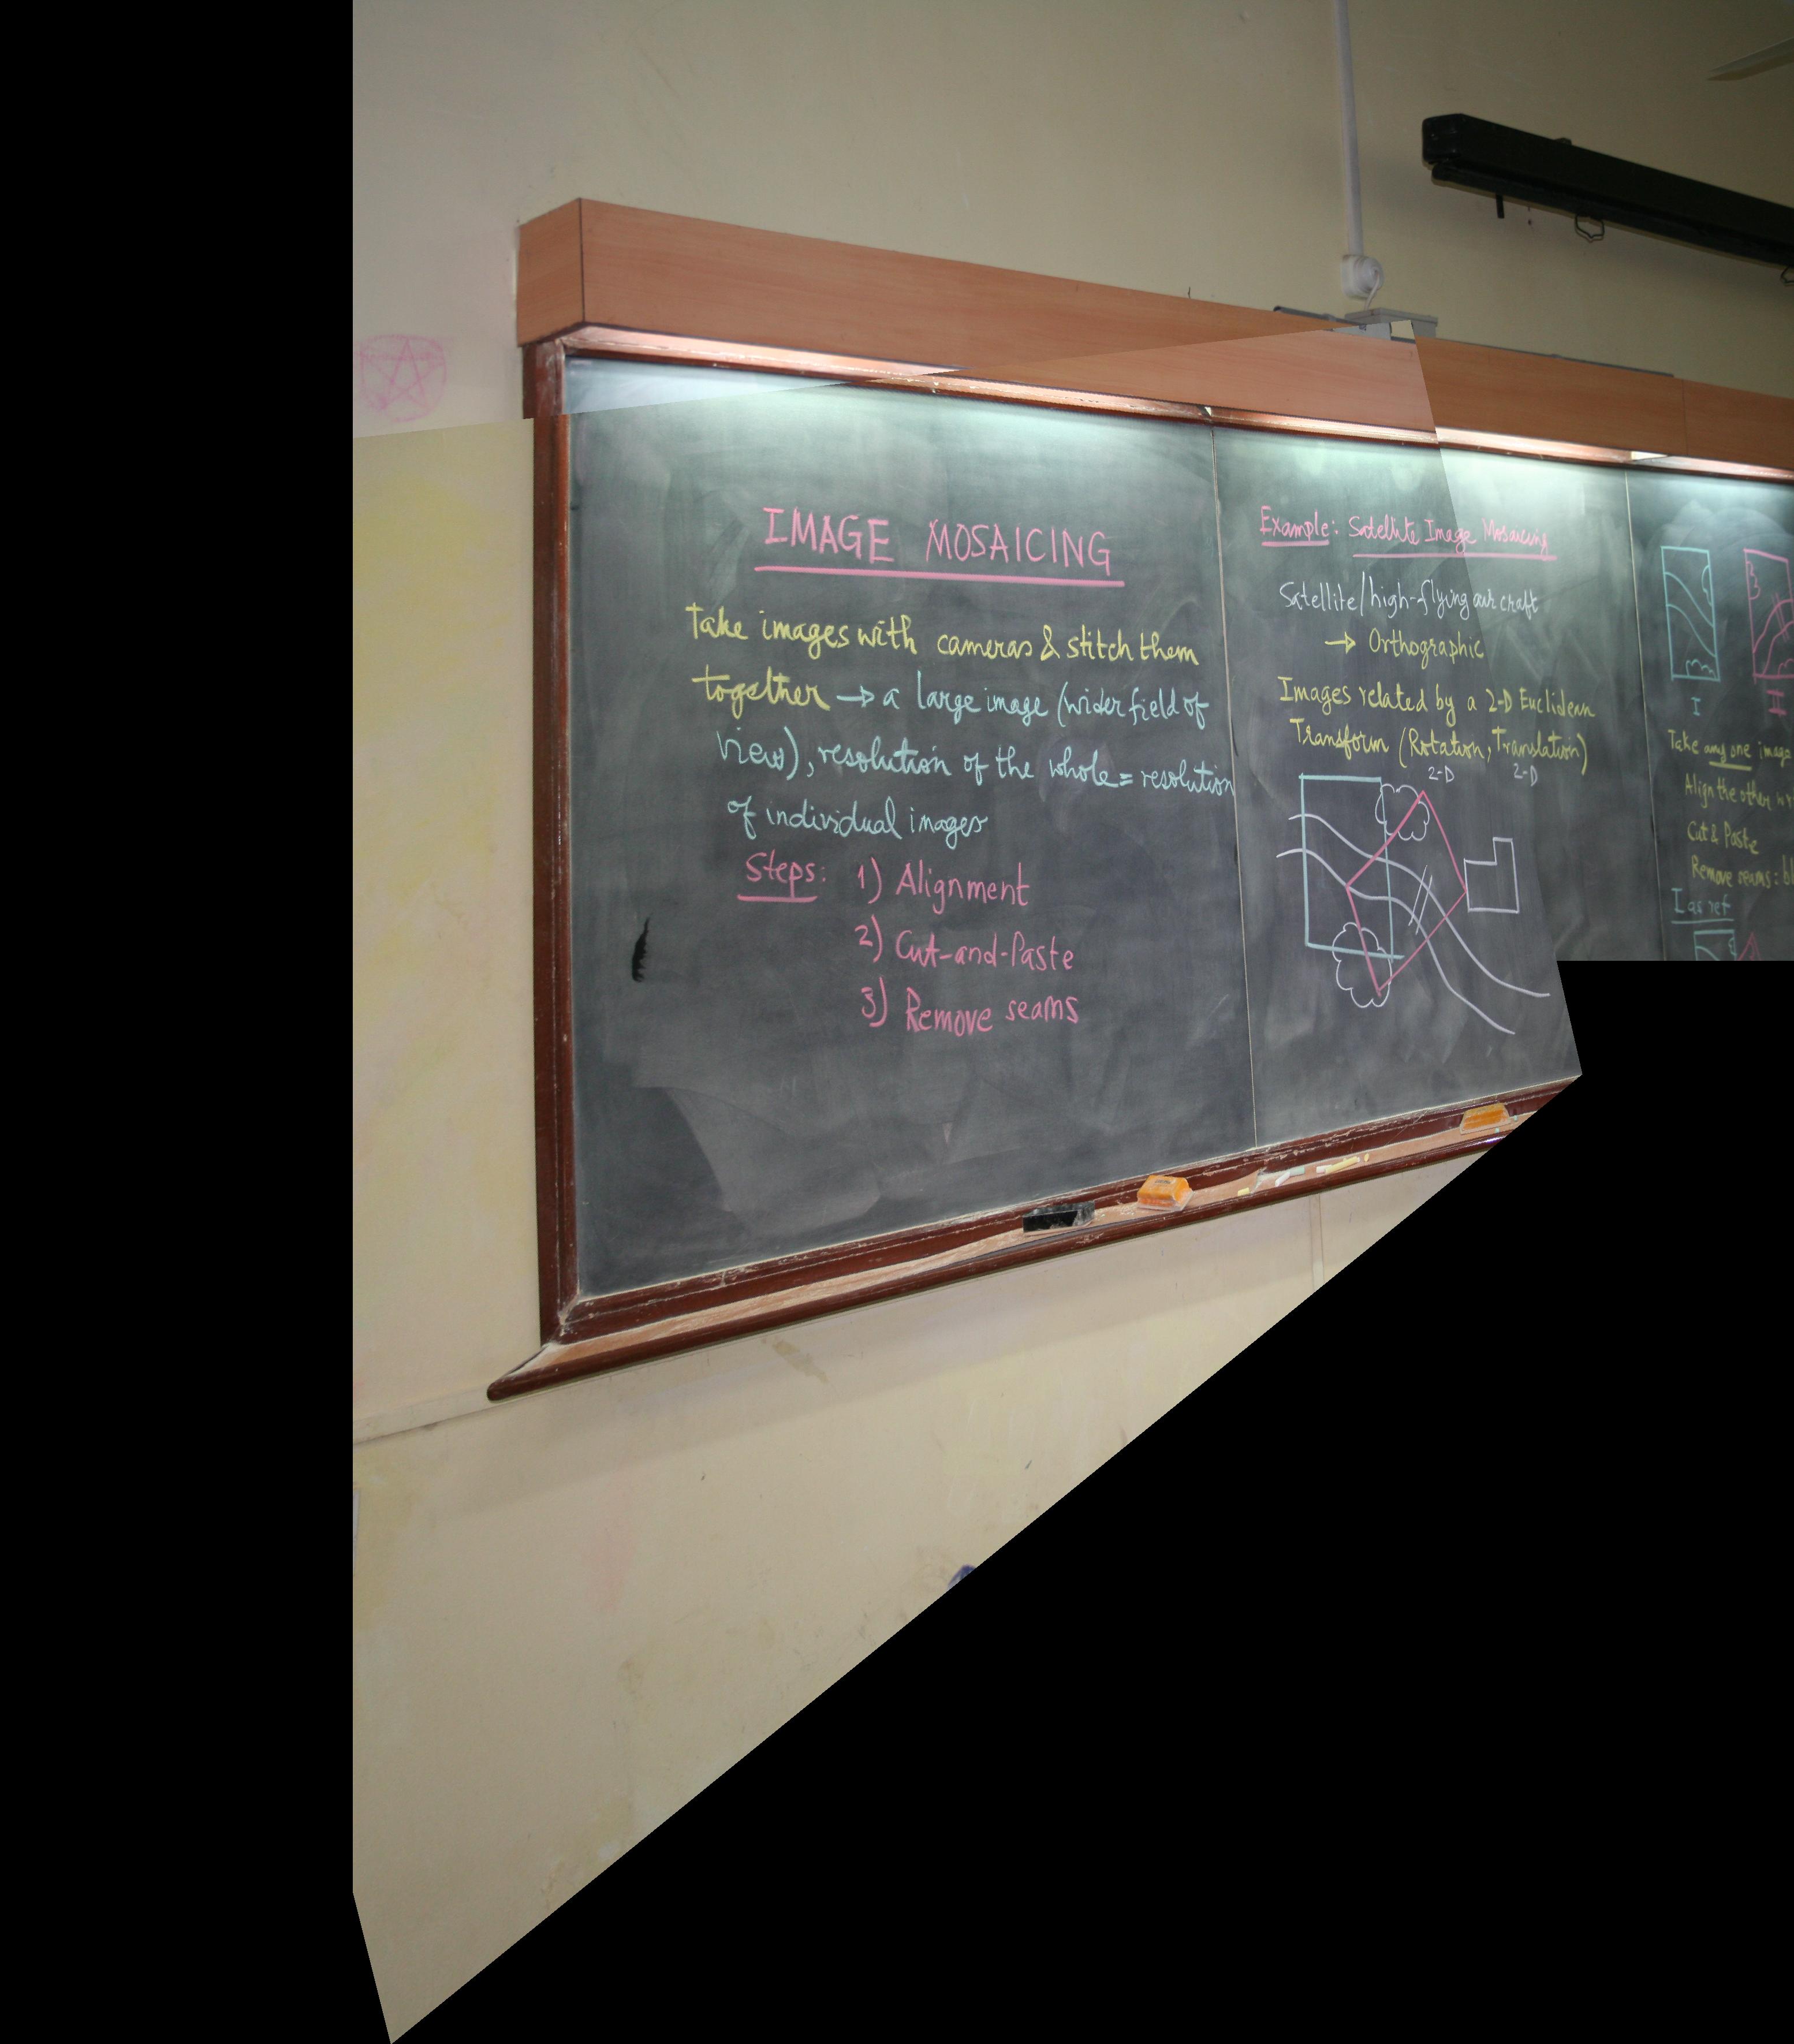 IMAGE MOSAICING
Take images with cameras & stitch them
together → a large image (wider field of
view), resolution of the whole = resolution
of individual images
Steps: 1) Alignment
2) Cut-and-Paste
3) Remove seams
Example: Satellite Image Mosaicing
Satellite/high-flying air craft
→ Orthographic
Images related by a 2-D Euclidean
Transform (Rotation, Translation)
2-D 2-D
I II
Take any one image
Align the other
Cut & Paste
Remove seams:
I as ref